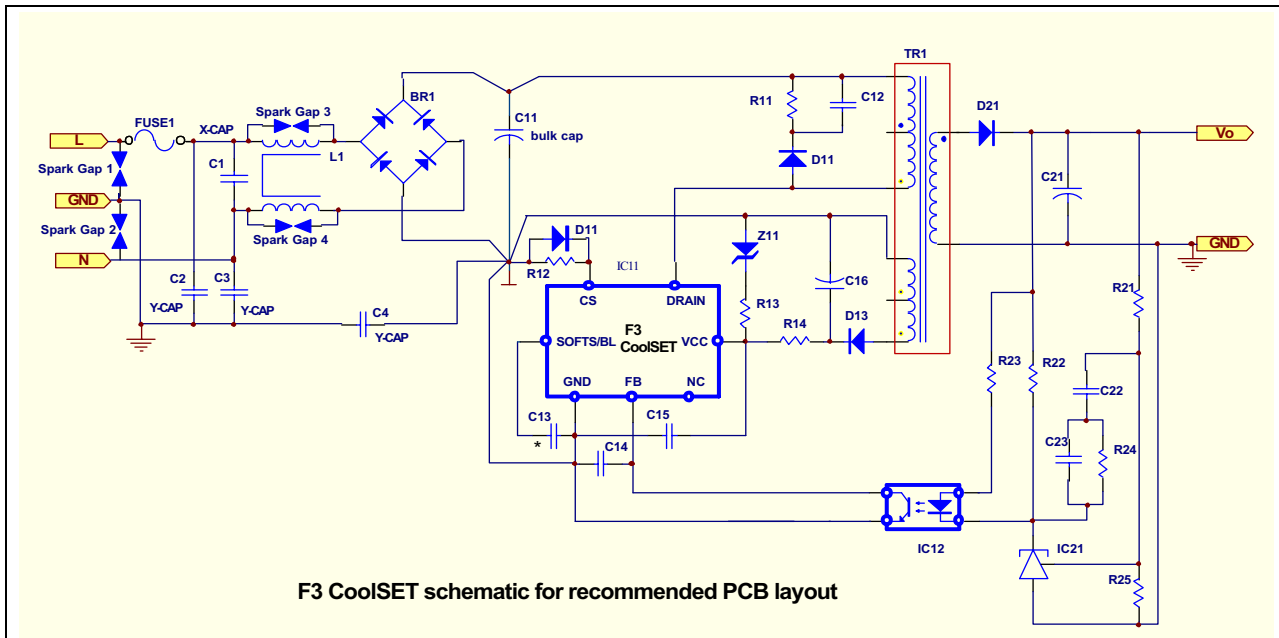 TR1
BR1
R11
C12
D21
Spark Gap 3
C11
bulk cap
FUSE1
X-CAP
L
Vo
L1
C1
D11
Spark Gap 1
C21
GND
Z11
Spark Gap 2
Spark Gap 4
D11
GND
N
R12
IC11
C2
C3
CS
DRAIN
C16
R21
Y-CAP
Y-CAP
R13
C4
F3
D13
Y-CAP
SOFTS/BL
CoolSET
VCC
R14
R23
R22
GND
FB
NC
C22
C13
C15
*
C14
C23
R24
IC12
IC21
R25
F3 CoolSET schematic for recommended PCB layout